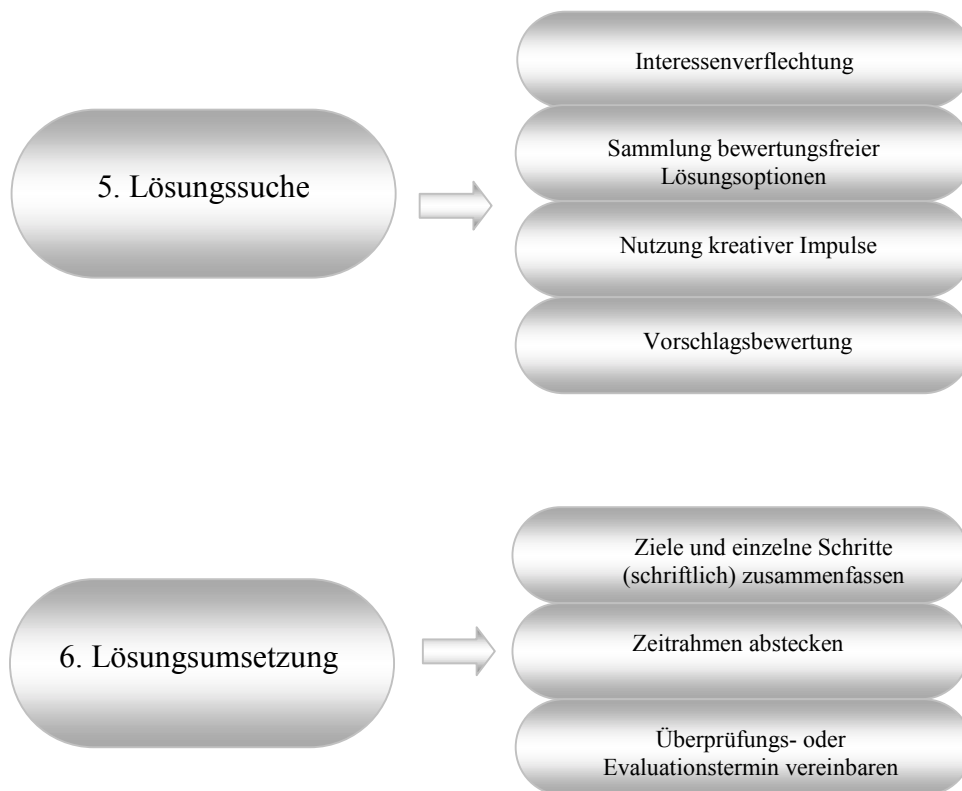 5. Lösungssuche
Interessenverflechtung
Sammlung bewertungsfreier
Lösungsoptionen
Nutzung kreativer Impulse
Vorschlagsbewertung
6. Lösungsumsetzung
Ziele und einzelne Schritte
(schriftlich) zusammenfassen
Zeitrahmen abstecken
Überprüfungs- oder
Evaluationstermin vereinbaren